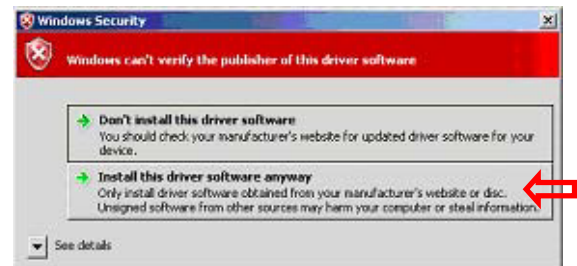 Windows Security
Windows can't verify the publisher of this driver software
Don't install this driver software
You should check your manufacturer's website for updated driver software for your
device.
Install this driver software anyway
Only install driver software obtained from your manufacturer's website or disc.
Unsigned software from other sources may harm your computer or steal information.
See details